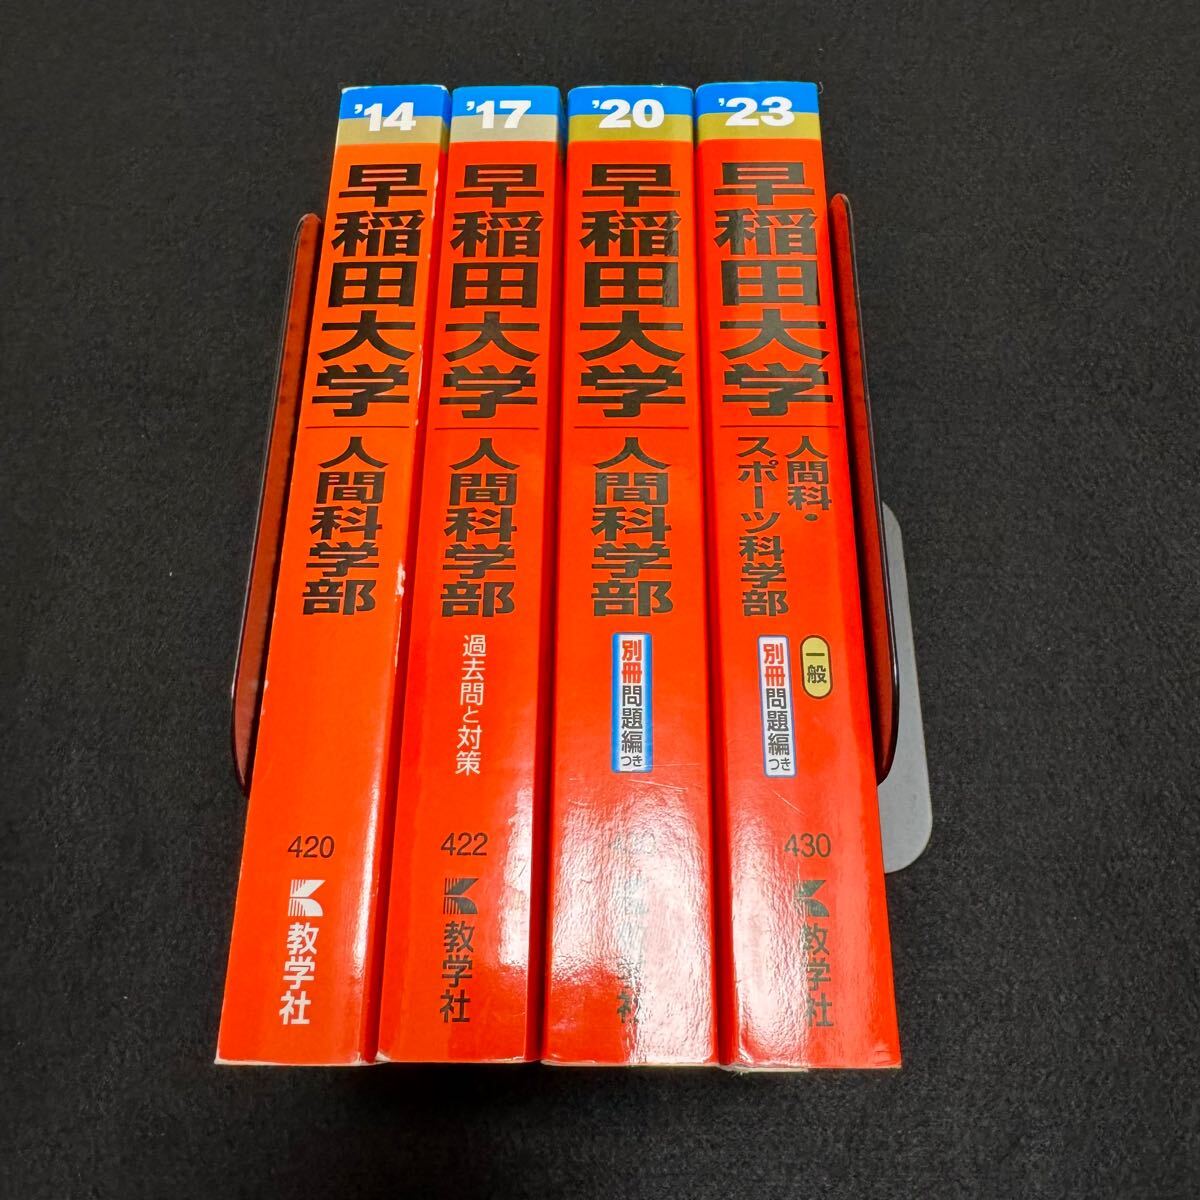 '14
早稲田大学
人間科学部
420
教学社
'17
早稲田大学
人間科学部
過去問と対策
422
教学社
'20
早稲田大学
人間科学部
別冊問題編つき
'23
早稲田大学
人間科・
スポーツ科学部
一般
別冊問題編つき
430
教学社